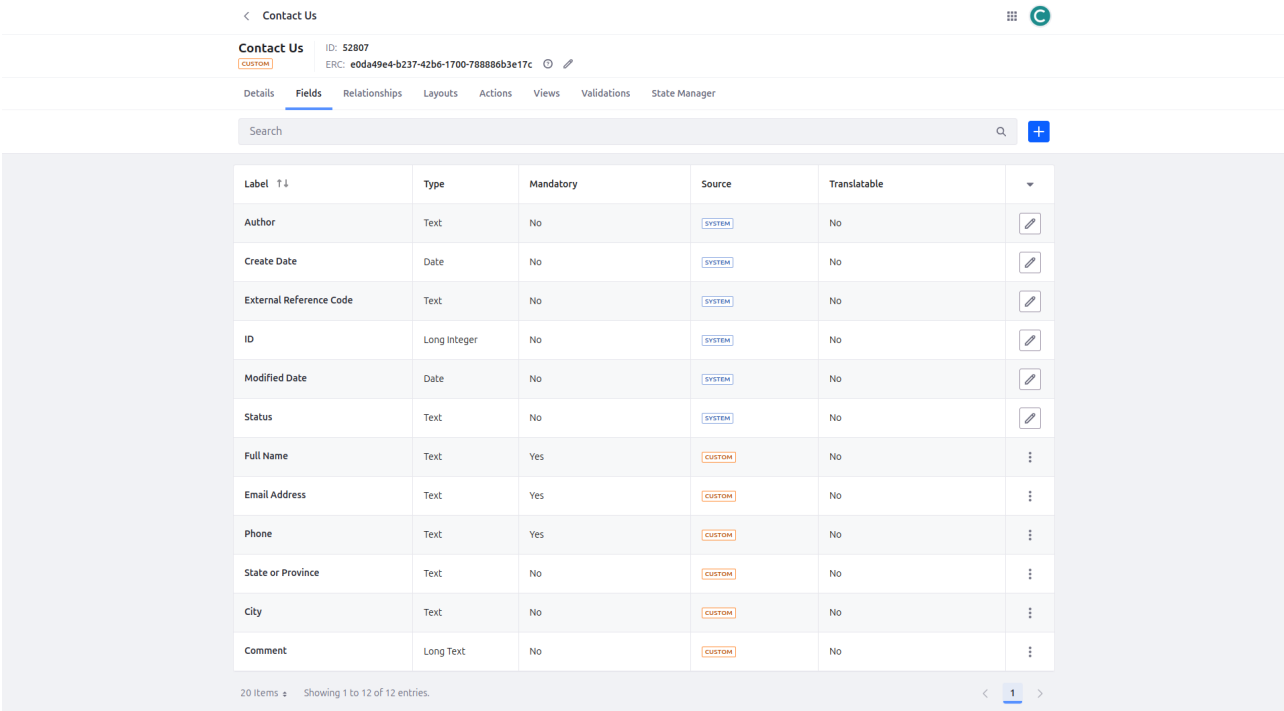 Contact Us
C
Contact Us
CUSTOM
ID: 52807
ERC: e0da49e4-b237-42b6-1700-788886b3e17c
Details Fields Relationships Layouts Actions Views Validations State Manager
Search
Label Type Mandatory Source Translatable
Author Text No SYSTEM No
Create Date Date No SYSTEM No
External Reference Code Text No SYSTEM No
ID Long Integer No SYSTEM No
Modified Date Date No SYSTEM No
Status Text No SYSTEM No
Full Name Text Yes CUSTOM No
Email Address Text Yes CUSTOM No
Phone Text Yes CUSTOM No
State or Province Text No CUSTOM No
City Text No CUSTOM No
Comment Long Text No CUSTOM No
20 Items Showing 1 to 12 of 12 entries. 1